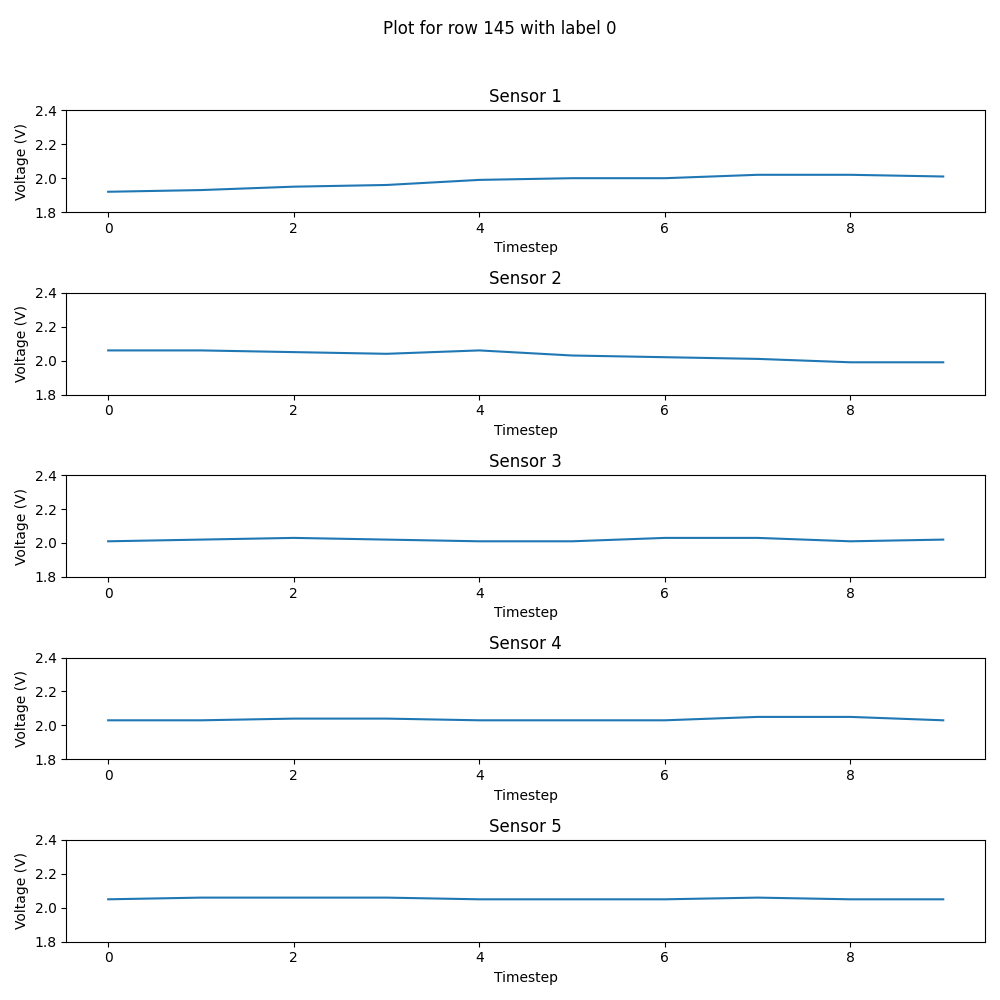 Plot for row 145 with label 0
Sensor 1
2.4
2.2
2.0
1.8
Voltage (V)
0 2 4 6 8
Timestep
Sensor 2
2.4
2.2
2.0
1.8
Voltage (V)
0 2 4 6 8
Timestep
Sensor 3
2.4
2.2
2.0
1.8
Voltage (V)
0 2 4 6 8
Timestep
Sensor 4
2.4
2.2
2.0
1.8
Voltage (V)
0 2 4 6 8
Timestep
Sensor 5
2.4
2.2
2.0
1.8
Voltage (V)
0 2 4 6 8
Timestep